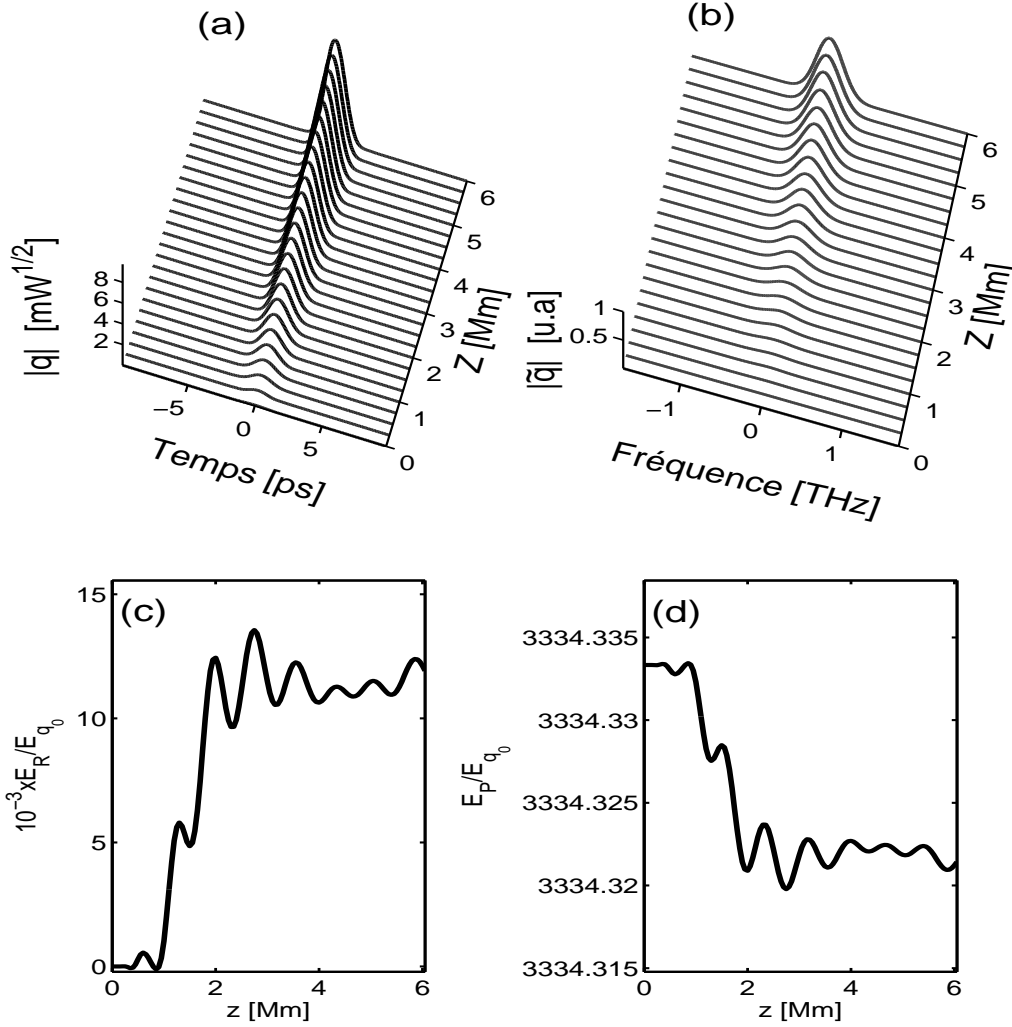 (a)
|q| [mW^{1/2}]
8
6
4
2
−5
0
5
Temps [ps]
0
1
2
3
4
5
6
Z [Mm]
(b)
|q̃| [u.a]
1
0.5
−1
0
1
Fréquence [THz]
0
1
2
3
4
5
6
Z [Mm]
(c)
10^{−3}xE_R/E_{q_0}
15
10
5
0
0 2 4 6
z [Mm]
(d)
E_P/E_{q_0}
3334.335
3334.33
3334.325
3334.32
3334.315
0 2 4 6
z [Mm]